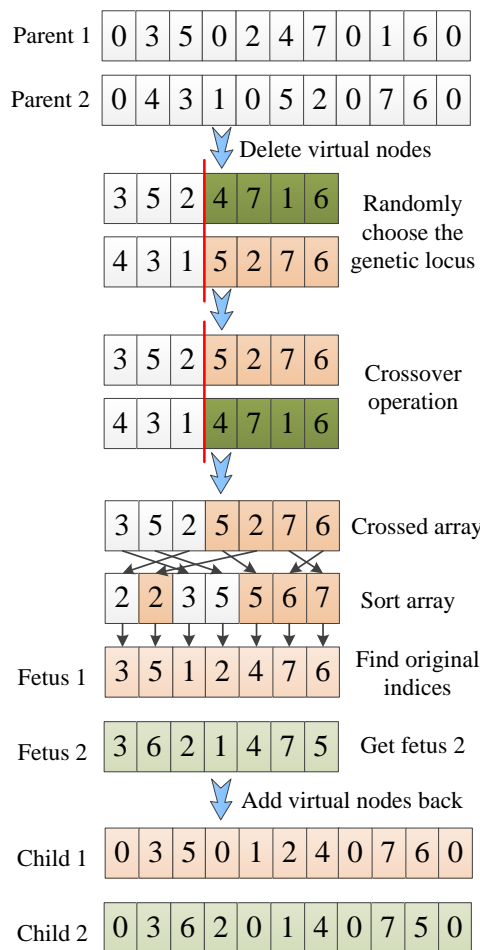 Parent 1 0 3 5 0 2 4 7 0 1 6 0
Parent 2 0 4 3 1 0 5 2 0 7 6 0
Delete virtual nodes
3 5 2 4 7 1 6
4 3 1 5 2 7 6
Randomly
choose the
genetic locus
3 5 2 5 2 7 6
4 3 1 4 7 1 6
Crossover
operation
3 5 2 5 2 7 6 Crossed array
2 2 3 5 5 6 7 Sort array
Fetus 1 3 5 1 2 4 7 6 Find original
indices
Fetus 2 3 6 2 1 4 7 5 Get fetus 2
Add virtual nodes back
Child 1 0 3 5 0 1 2 4 0 7 6 0
Child 2 0 3 6 2 0 1 4 0 7 5 0